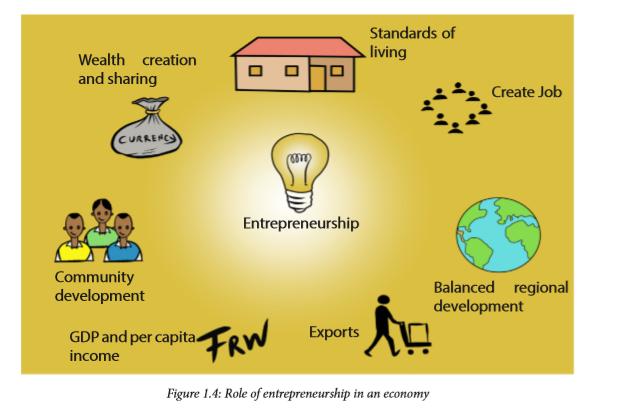 Standards of
living
Wealth creation
and sharing
Create Job
CURRENCY
Entrepreneurship
Community
development
Balanced regional
development
GDP and per capita
income
FRW
Exports
Figure 1.4: Role of entrepreneurship in an economy